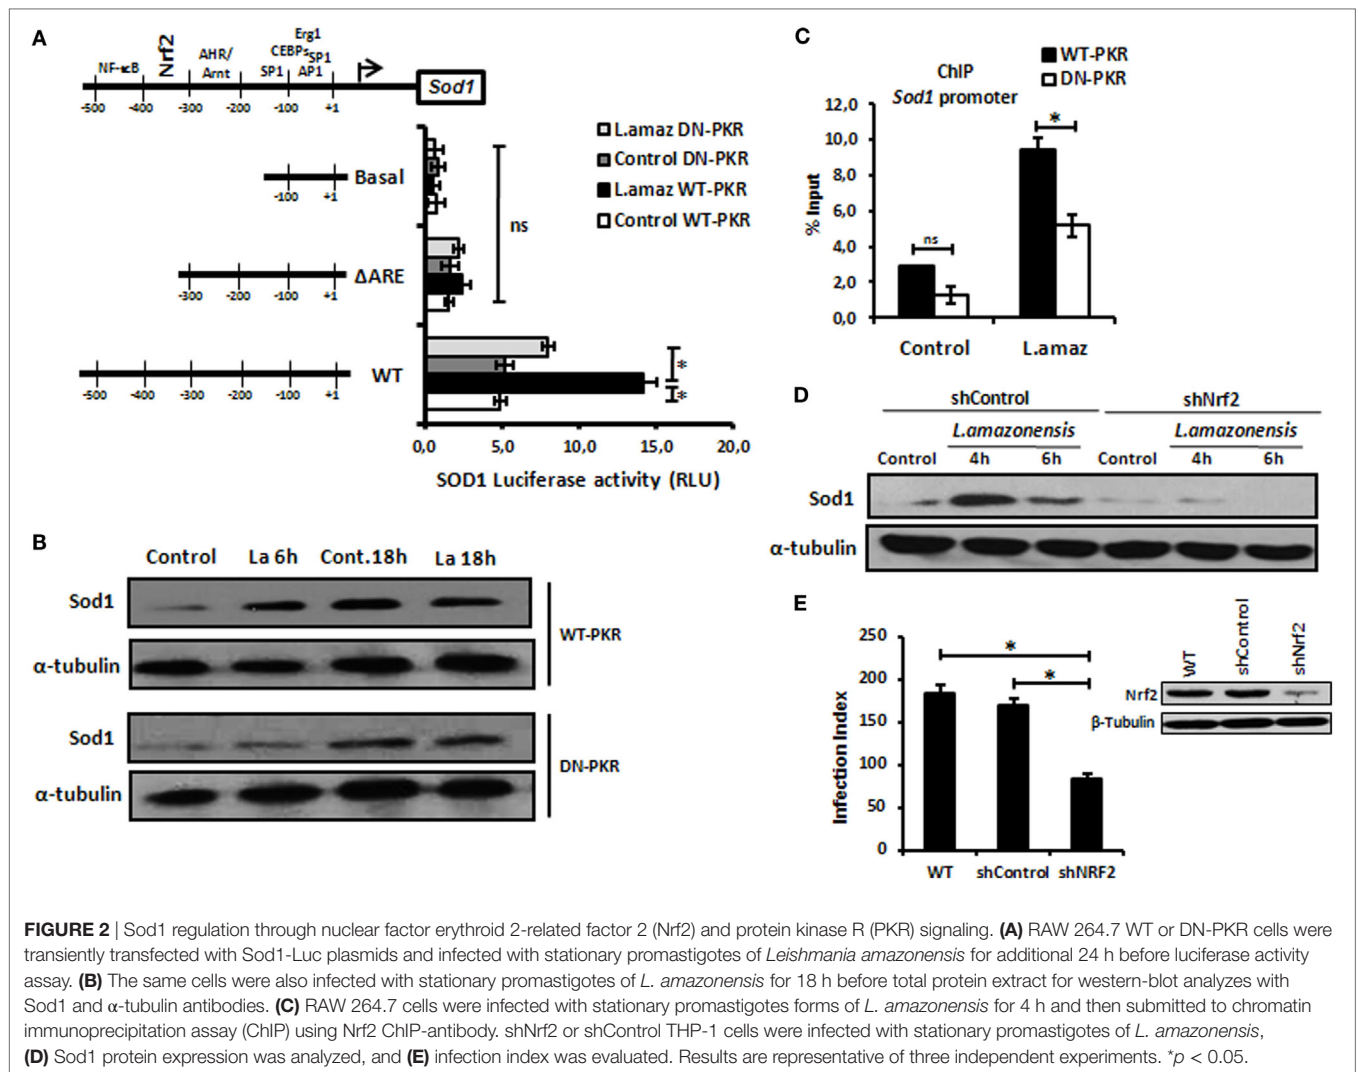 A
NF-κB
Nrf2
AHR/
Arnt
Erg1
CEBPs
SP1
SP1
AP1
-500
-400
-300
-200
-100
+1
Sod1
Basal
-100
+1
ΔARE
-300
-200
-100
+1
WT
-500
-400
-300
-200
-100
+1
ns
*
*
L.amaz DN-PKR
Control DN-PKR
L.amaz WT-PKR
Control WT-PKR
0,0
5,0
10,0
15,0
20,0
SOD1 Luciferase activity (RLU)
B
Control
La 6h
Cont.18h
La 18h
Sod1
α-tubulin
WT-PKR
Sod1
α-tubulin
DN-PKR
C
WT-PKR
DN-PKR
ChIP
Sod1 promoter
12,0
10,0
8,0
6,0
4,0
2,0
0,0
% Input
ns
*
Control
L.amaz
D
shControl
shNrf2
L.amazonensis
L.amazonensis
Control
4h
6h
Control
4h
6h
Sod1
α-tubulin
E
250
200
150
100
50
0
Infection Index
*
*
WT
shControl
shNRF2
WT
shControl
shNrf2
Nrf2
β-Tubulin
FIGURE 2 | Sod1 regulation through nuclear factor erythroid 2-related factor 2 (Nrf2) and protein kinase R (PKR) signaling. (A) RAW 264.7 WT or DN-PKR cells were
transiently transfected with Sod1-Luc plasmids and infected with stationary promastigotes of Leishmania amazonensis for additional 24 h before luciferase activity
assay. (B) The same cells were also infected with stationary promastigotes of L. amazonensis for 18 h before total protein extract for western-blot analyzes with
Sod1 and α-tubulin antibodies. (C) RAW 264.7 cells were infected with stationary promastigotes forms of L. amazonensis for 4 h and then submitted to chromatin
immunoprecipitation assay (ChIP) using Nrf2 ChIP-antibody. shNrf2 or shControl THP-1 cells were infected with stationary promastigotes of L. amazonensis,
(D) Sod1 protein expression was analyzed, and (E) infection index was evaluated. Results are representative of three independent experiments. *p < 0.05.